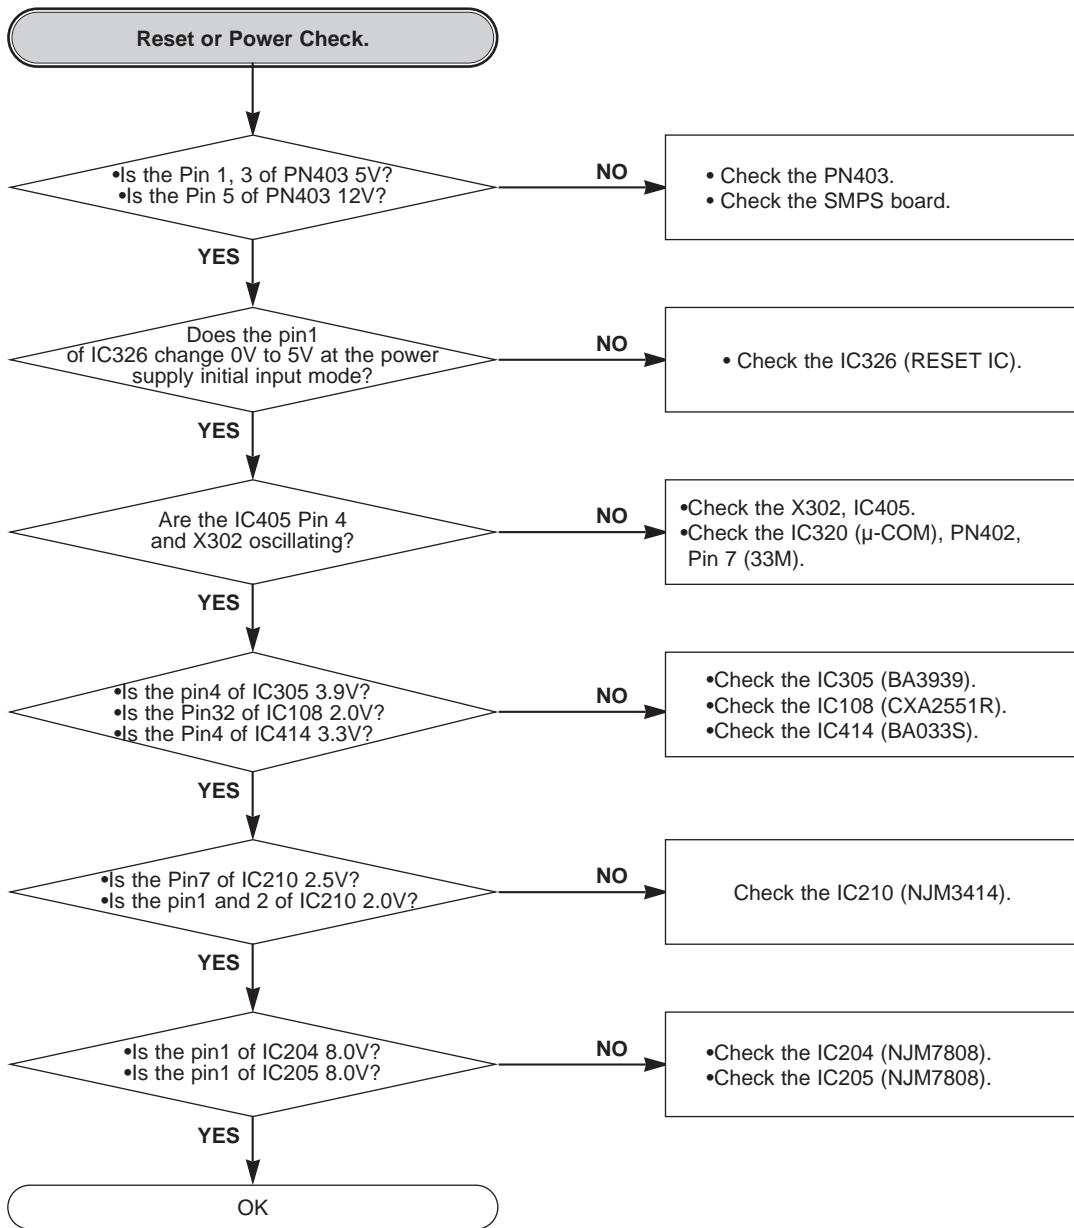 Reset or Power Check.
•Is the Pin 1, 3 of PN403 5V?
•Is the Pin 5 of PN403 12V?
NO
• Check the PN403.
• Check the SMPS board.
YES
Does the pin1
of IC326 change 0V to 5V at the power
supply initial input mode?
NO
• Check the IC326 (RESET IC).
YES
Are the IC405 Pin 4
and X302 oscillating?
NO
•Check the X302, IC405.
•Check the IC320 (µ-COM), PN402,
Pin 7 (33M).
YES
•Is the pin4 of IC305 3.9V?
•Is the Pin32 of IC108 2.0V?
•Is the Pin4 of IC414 3.3V?
NO
•Check the IC305 (BA3939).
•Check the IC108 (CXA2551R).
•Check the IC414 (BA033S).
YES
•Is the Pin7 of IC210 2.5V?
•Is the pin1 and 2 of IC210 2.0V?
NO
Check the IC210 (NJM3414).
YES
•Is the pin1 of IC204 8.0V?
•Is the pin1 of IC205 8.0V?
NO
•Check the IC204 (NJM7808).
•Check the IC205 (NJM7808).
YES
OK